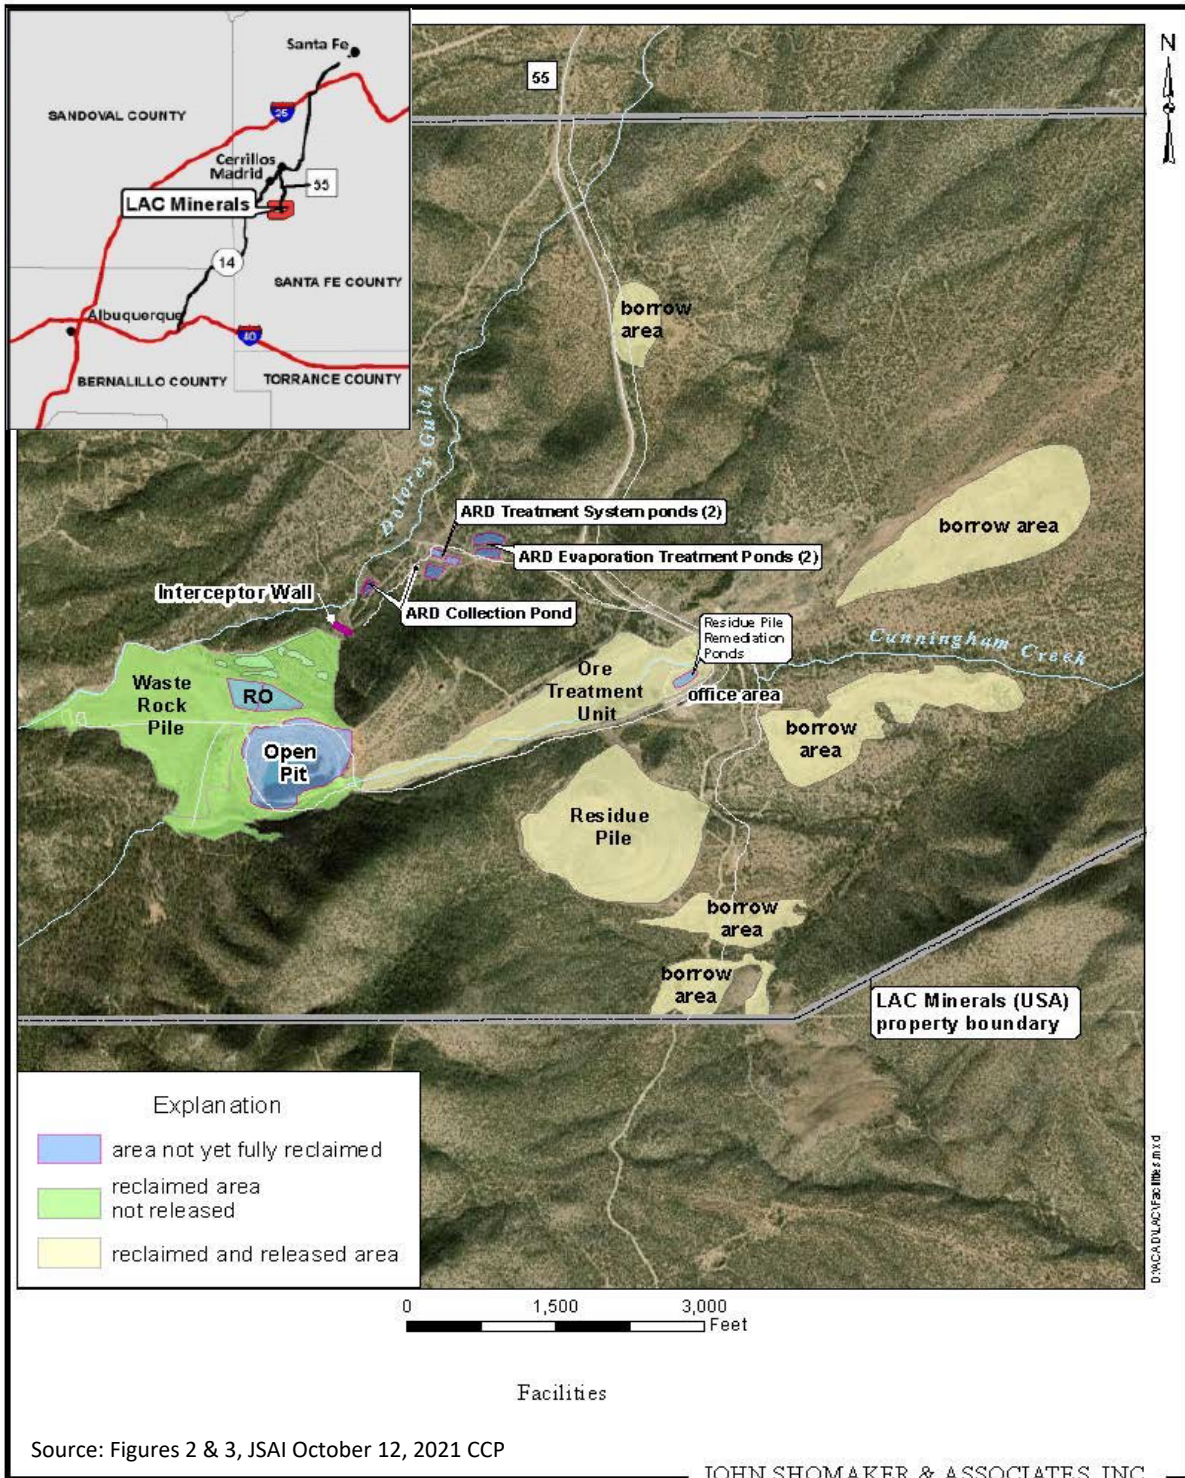 Santa Fe
SANDOVAL COUNTY
25
Cerrillos
Madrid
55
LAC Minerals
14
SANTA FE COUNTY
Albuquerque
40
BERNALILLO COUNTY
TORRANCE COUNTY
55
N
borrow
area
Dolores Gulch
ARD Treatment System ponds (2)
ARD Evaporation Treatment Ponds (2)
borrow area
Interceptor Wall
ARD Collection Pond
Residue Pile
Remediation
Ponds
Cunningham Creek
Waste
Rock
Pile
RO
Ore
Treatment
Unit
office area
Open
Pit
borrow
area
Residue
Pile
borrow
area
borrow
area
LAC Minerals (USA)
property boundary
Explanation
area not yet fully reclaimed
reclaimed area
not released
reclaimed and released area
D:\ACAD\LAC\Facilities.mxd
0 1,500 3,000
Feet
Facilities
Source: Figures 2 & 3, JSAI October 12, 2021 CCP
JOHN SHOMAKER & ASSOCIATES, INC.